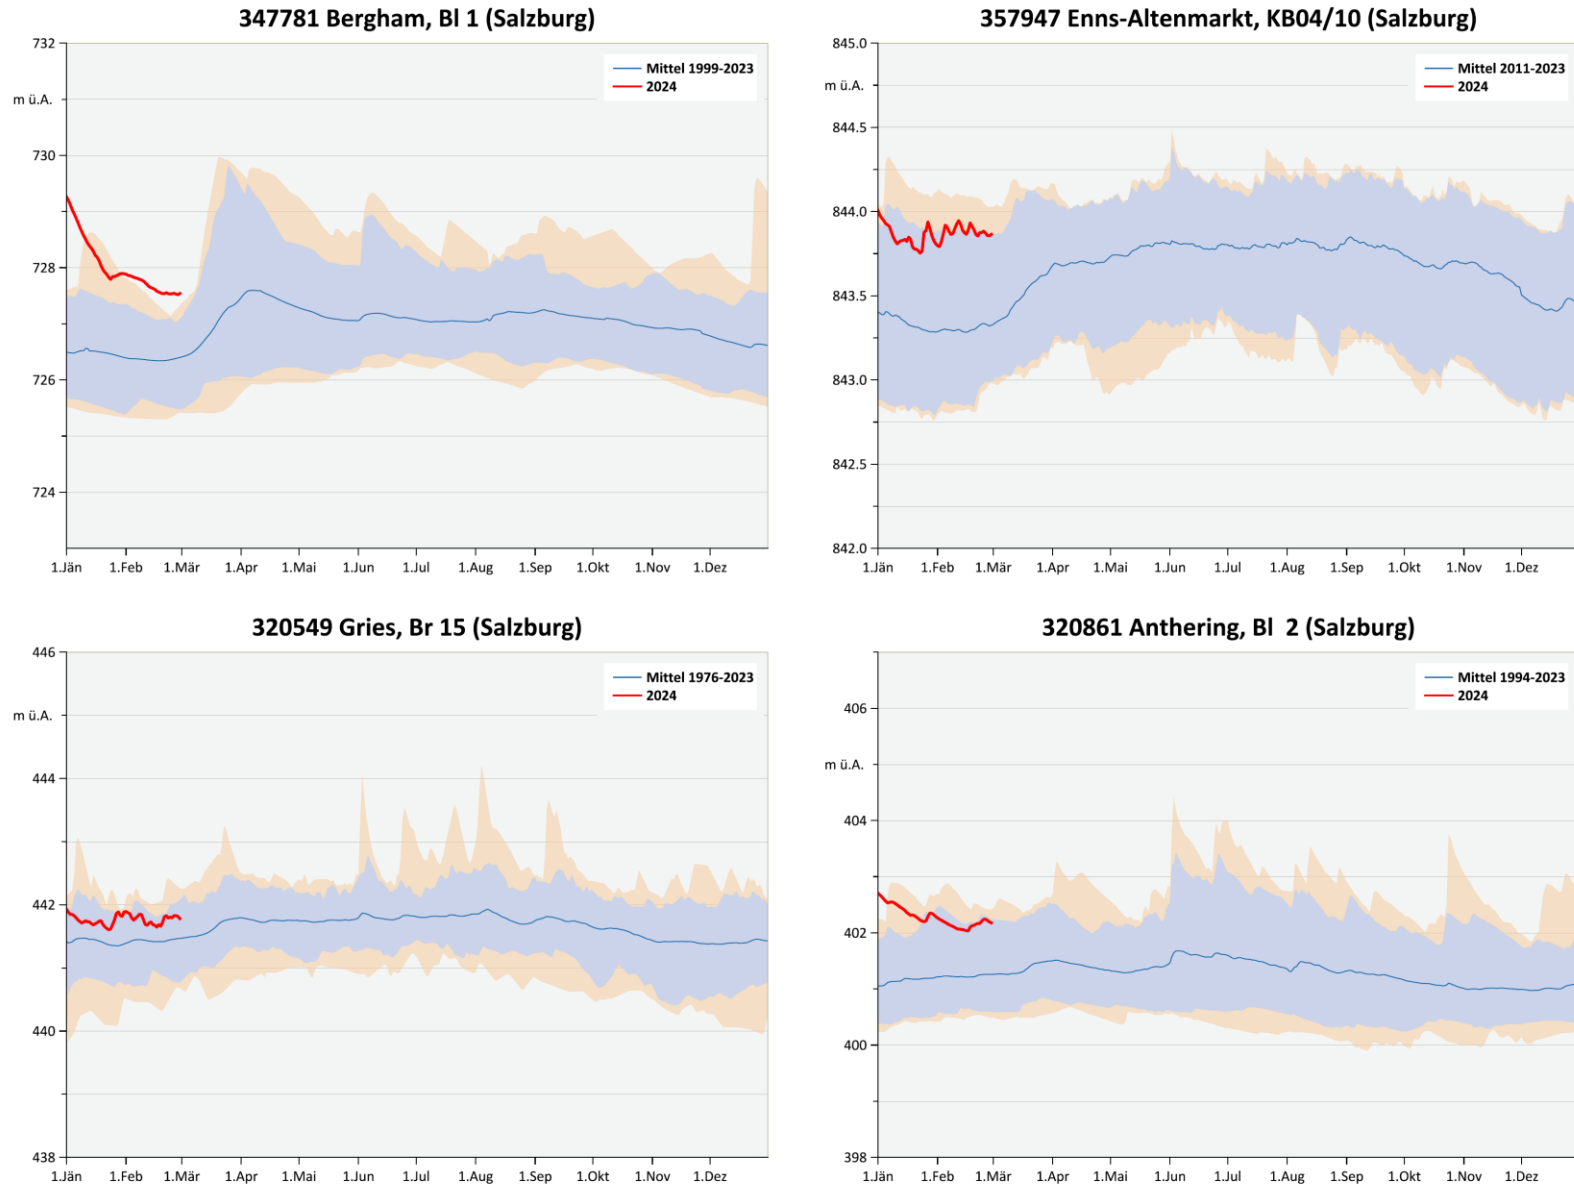 347781 Bergham, Bl 1 (Salzburg)
732
m ü.A.
730
728
726
724
Mittel 1999-2023
2024
1.Jän 1.Feb 1.Mär 1.Apr 1.Mai 1.Jun 1.Jul 1.Aug 1.Sep 1.Okt 1.Nov 1.Dez
357947 Enns-Altenmarkt, KB04/10 (Salzburg)
845.0
m ü.A.
844.5
844.0
843.5
843.0
842.5
842.0
Mittel 2011-2023
2024
1.Jän 1.Feb 1.Mär 1.Apr 1.Mai 1.Jun 1.Jul 1.Aug 1.Sep 1.Okt 1.Nov 1.Dez
320549 Gries, Br 15 (Salzburg)
446
m ü.A.
444
442
440
438
Mittel 1976-2023
2024
1.Jän 1.Feb 1.Mär 1.Apr 1.Mai 1.Jun 1.Jul 1.Aug 1.Sep 1.Okt 1.Nov 1.Dez
320861 Anthering, Bl  2 (Salzburg)
406
m ü.A.
404
402
400
398
Mittel 1994-2023
2024
1.Jän 1.Feb 1.Mär 1.Apr 1.Mai 1.Jun 1.Jul 1.Aug 1.Sep 1.Okt 1.Nov 1.Dez